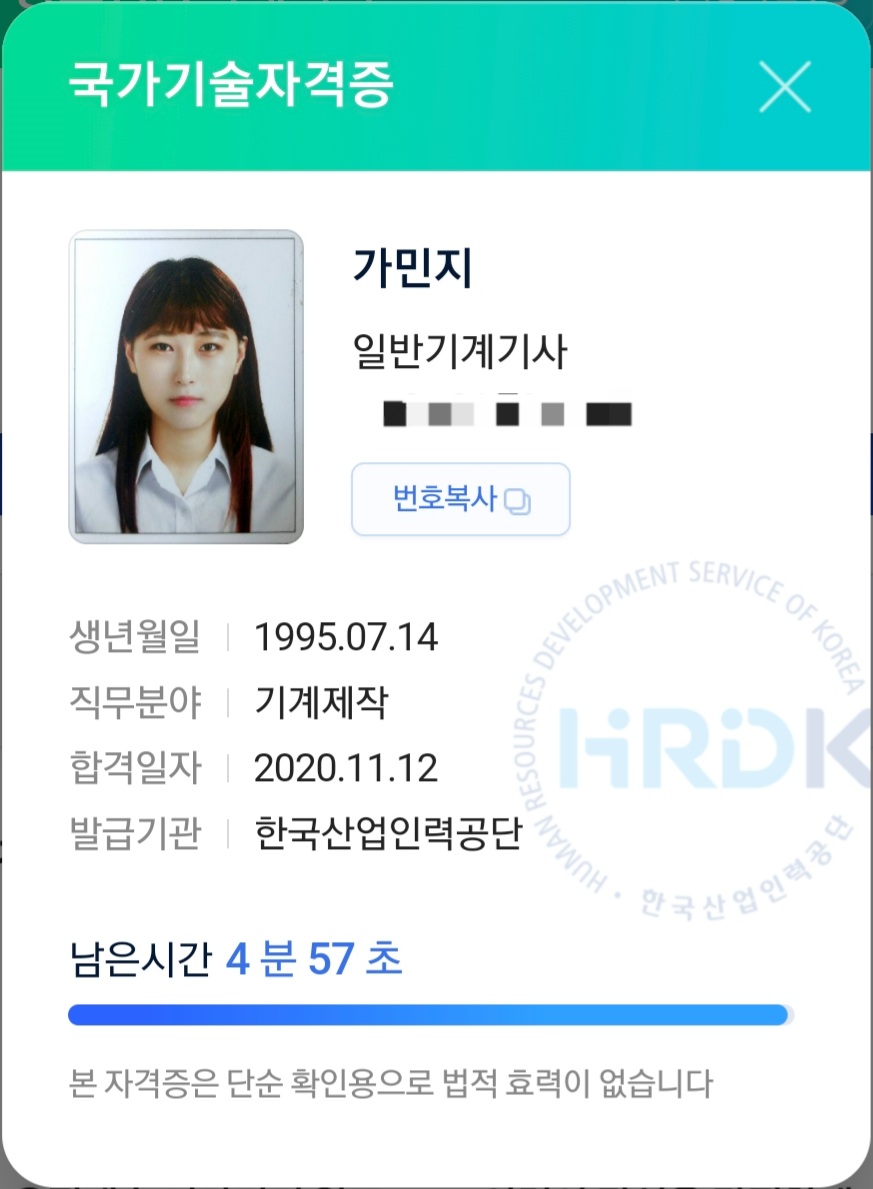 국가기술자격증
가민지
일반기계기사
번호복사
생년월일 1995.07.14
직무분야 기계제작
합격일자 2020.11.12
발급기관 한국산업인력공단
HUMAN RESOURCES DEVELOPMENT SERVICE OF KOREA
HRDK
한국산업인력공단
남은시간 4 분 57 초
본 자격증은 단순 확인용으로 법적 효력이 없습니다